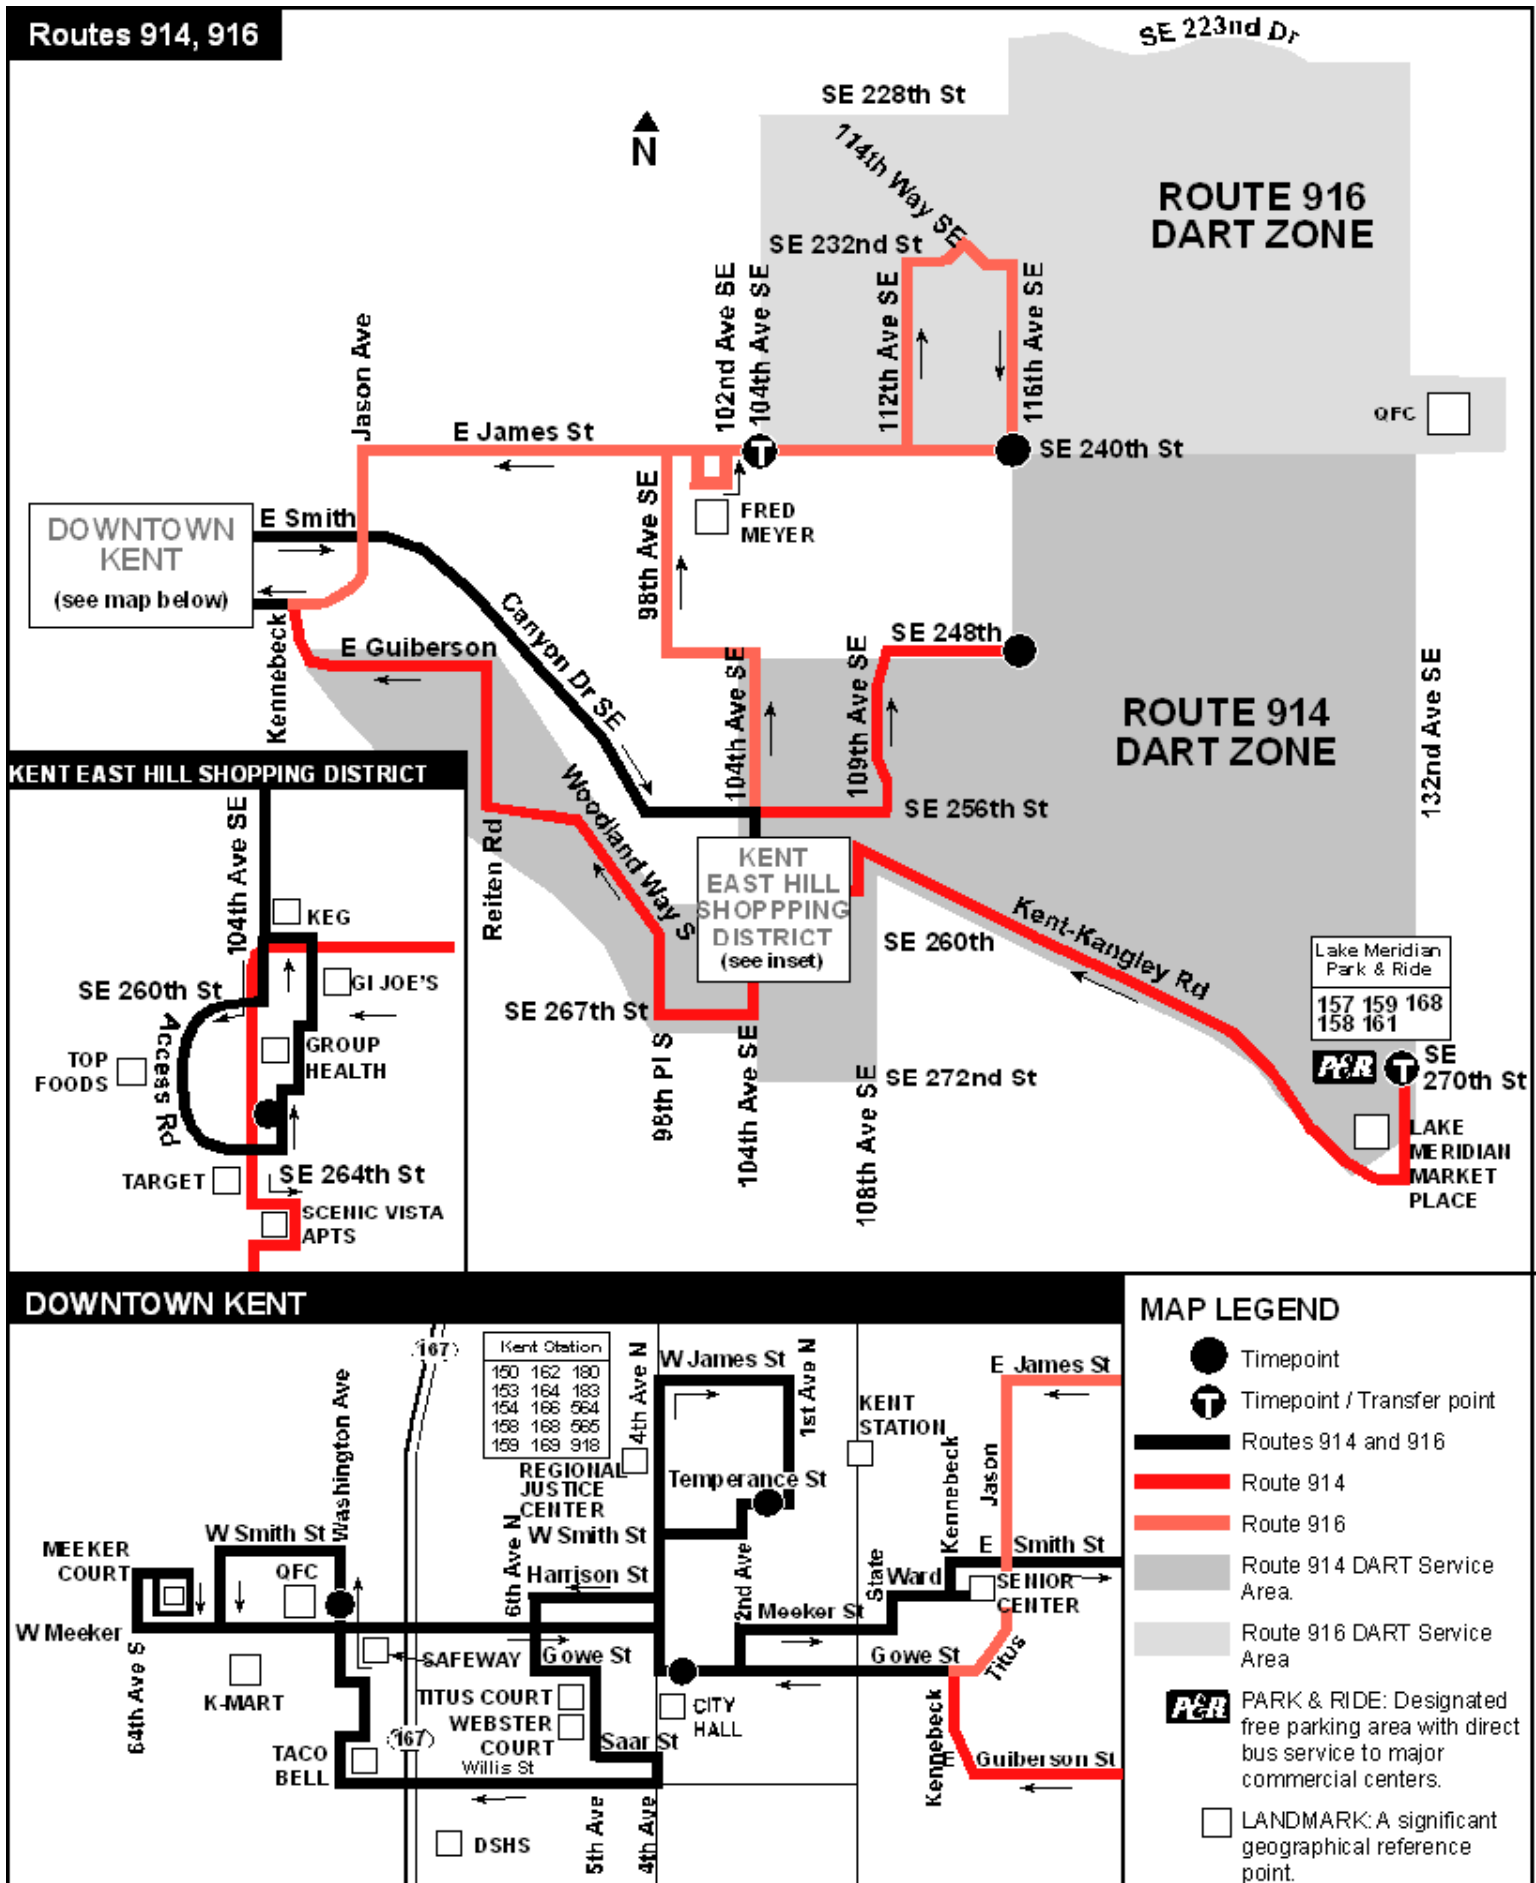 Routes 914, 916
SE 223nd Dr
SE 228th St
N
114th Way SE
ROUTE 916
DART ZONE
SE 232nd St
102nd Ave SE
104th Ave SE
112th Ave SE
116th Ave SE
Jason Ave
E James St
T
SE 240th St
QFC
FRED
MEYER
98th Ave SE
DOWNTOWN
KENT
(see map below)
E Smith
Canyon Dr SE
Kennebeck
E Guiberson
SE 248th
104th Ave SE
109th Ave SE
132nd Ave SE
ROUTE 914
DART ZONE
SE 256th St
Woodland Way S
Reiten Rd
KENT
EAST HILL
SHOPPPING
DISTRICT
(see inset)
SE 260th
Kent-Kangley Rd
Lake Meridian
Park & Ride
157 159 168
158 161
P&R
T
SE
270th St
SE 267th St
98th Pl S
104th Ave SE
108th Ave SE
SE 272nd St
LAKE
MERIDIAN
MARKET
PLACE
KENT EAST HILL SHOPPING DISTRICT
104th Ave SE
KEG
SE 260th St
GI JOE'S
Access Rd
TOP
FOODS
GROUP
HEALTH
TARGET
SE 264th St
SCENIC VISTA
APTS
DOWNTOWN KENT
167
Kent Station
150 162 180
153 164 183
154 166 564
158 168 565
159 169 918
4th Ave N
W James St
1st Ave N
KENT
STATION
E James St
Washington Ave
REGIONAL
JUSTICE
CENTER
Temperance St
Kennebeck
Jason
6th Ave N
W Smith St
W Smith St
E Smith St
MEEKER
COURT
QFC
Harrison St
2nd Ave
State
Ward
SENIOR
CENTER
W Meeker
Meeker St
SAFEWAY
Gowe St
Gowe St
Titus
64th Ave S
K-MART
TITUS COURT
WEBSTER
COURT
CITY
HALL
167
Saar St
TACO
BELL
Willis St
Kennebeck
E Guiberson St
DSHS
5th Ave
4th Ave
MAP LEGEND
Timepoint
T Timepoint / Transfer point
Routes 914 and 916
Route 914
Route 916
Route 914 DART Service
Area.
Route 916 DART Service
Area
P&R PARK & RIDE: Designated
free parking area with direct
bus service to major
commercial centers.
LANDMARK: A significant
geographical reference
point.